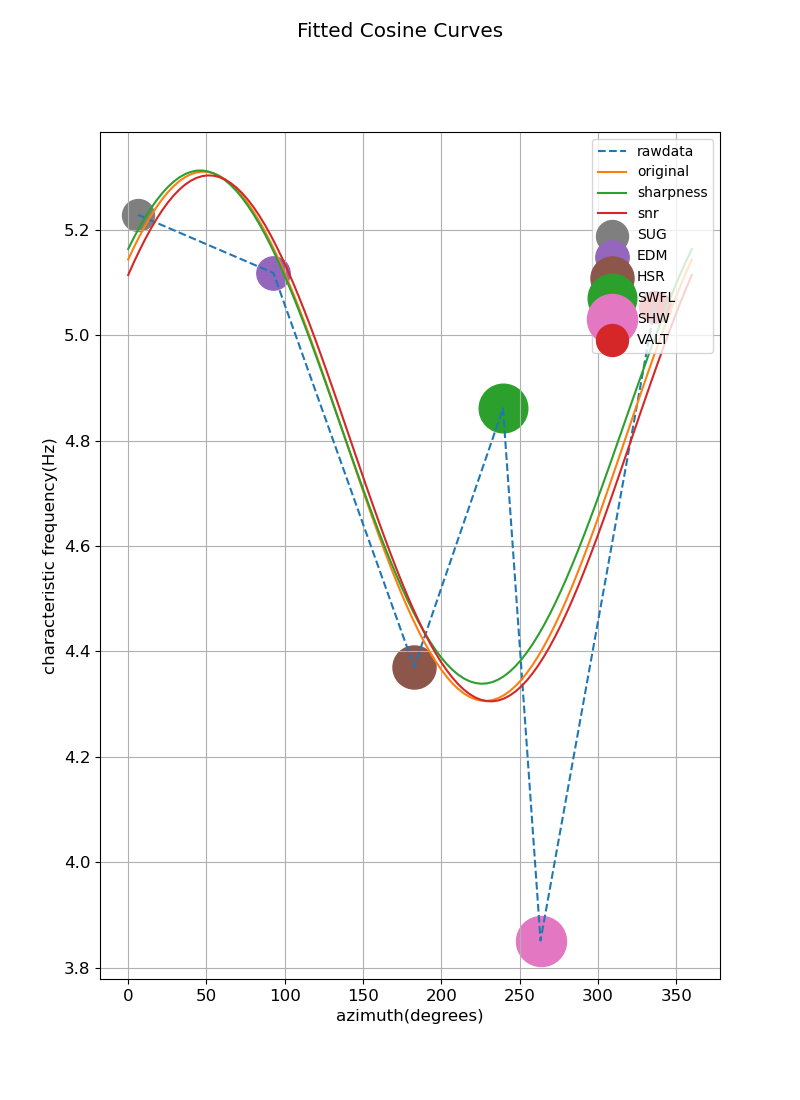 Fitted Cosine Curves
rawdata
original
sharpness
snr
SUG
EDM
HSR
SWFL
SHW
VALT
characteristic frequency(Hz)
5.2
5.0
4.8
4.6
4.4
4.2
4.0
3.8
0 50 100 150 200 250 300 350
azimuth(degrees)